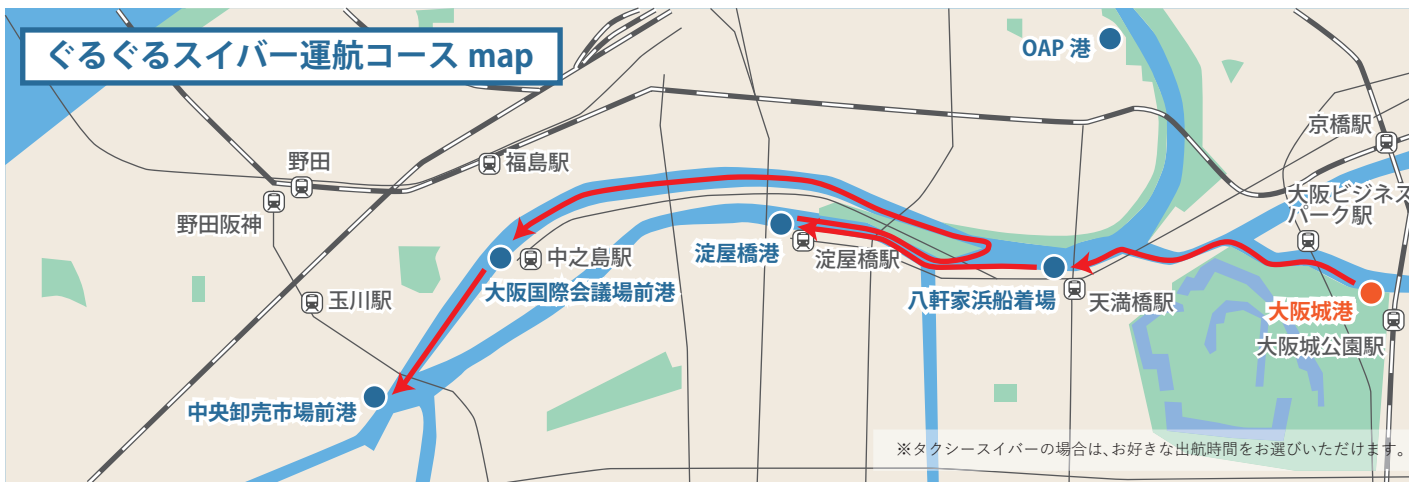 ぐるぐるスイバー運航コース map
OAP 港
京橋駅
野田
福島駅
大阪ビジネス
パーク駅
野田阪神
淀屋橋港
淀屋橋駅
中之島駅
大阪国際会議場前港
八軒家浜船着場
天満橋駅
玉川駅
大阪城港
大阪城公園駅
中央卸売市場前港
※タクシースイバーの場合は、お好きな出航時間をお選びいただけます。